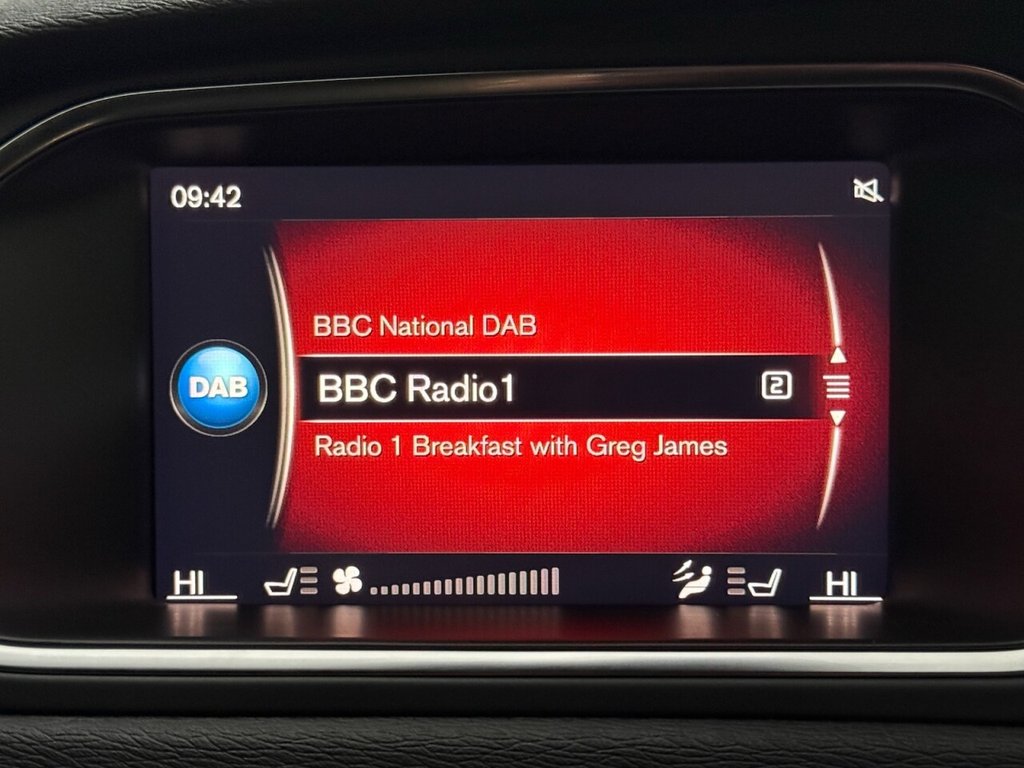 09:42
BBC National DAB
DAB
BBC Radio1 2
Radio 1 Breakfast with Greg James
HI HI